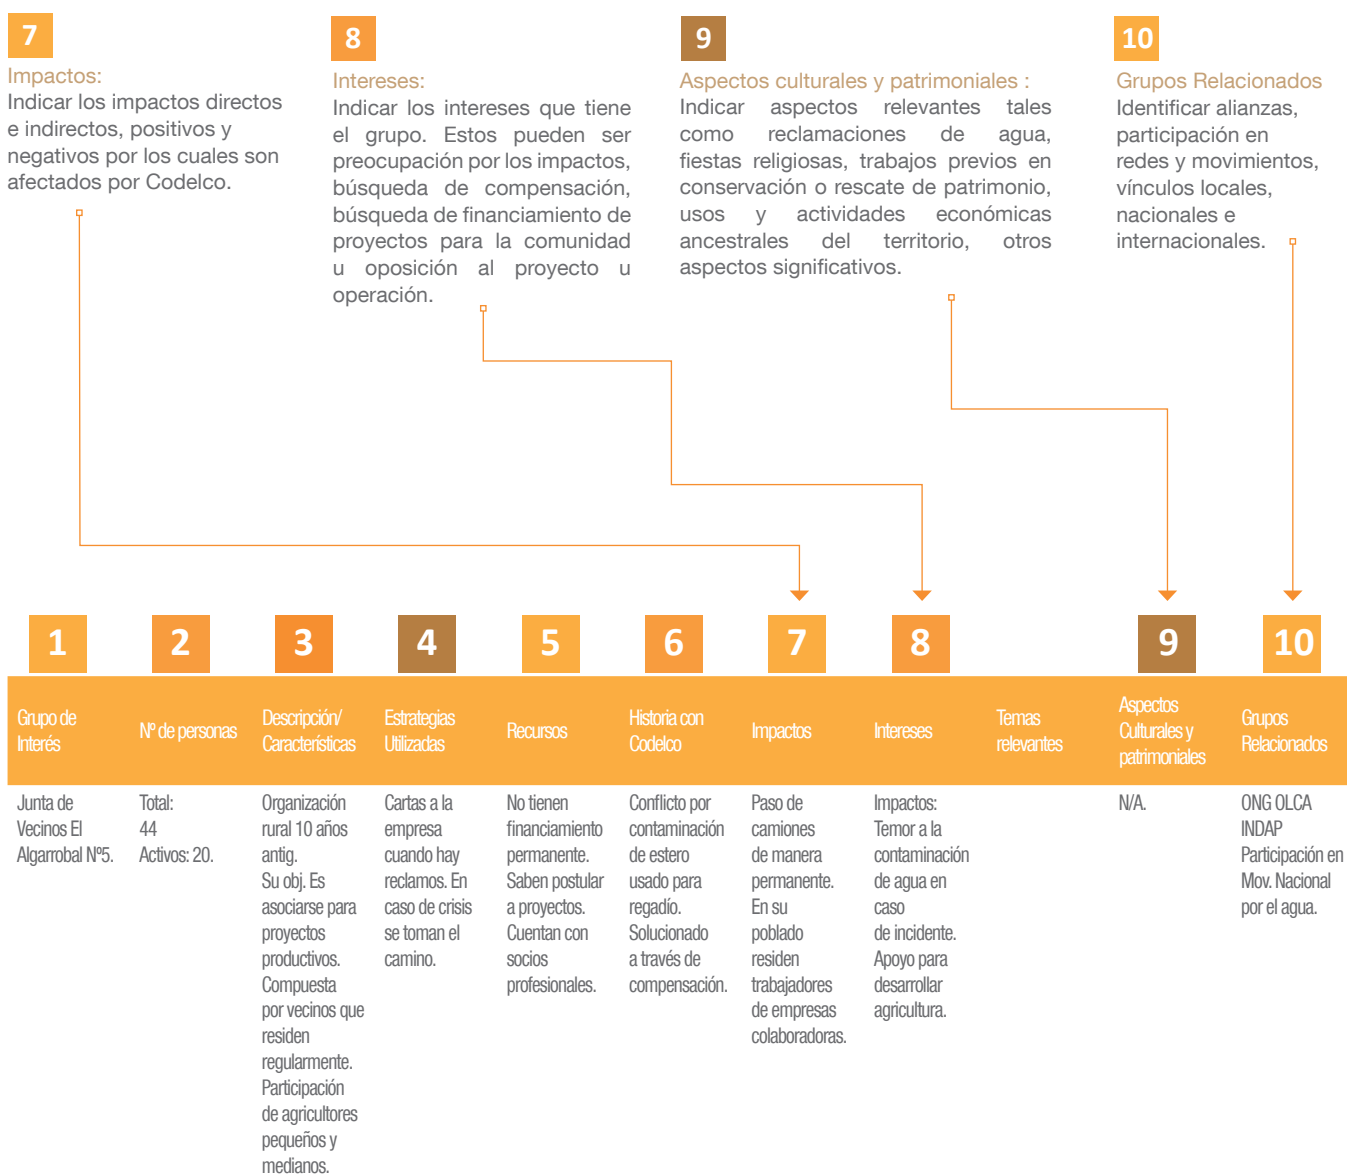 7
Impactos:
Indicar los impactos directos
e indirectos, positivos y
negativos por los cuales son
afectados por Codelco.
8
Intereses:
Indicar los intereses que tiene
el grupo. Estos pueden ser
preocupación por los impactos,
búsqueda de compensación,
búsqueda de financiamiento de
proyectos para la comunidad
u oposición al proyecto u
operación.
9
Aspectos culturales y patrimoniales :
Indicar aspectos relevantes tales
como reclamaciones de agua,
fiestas religiosas, trabajos previos en
conservación o rescate de patrimonio,
usos y actividades económicas
ancestrales del territorio, otros
aspectos significativos.
10
Grupos Relacionados
Identificar alianzas,
participación en
redes y movimientos,
vínculos locales,
nacionales e
internacionales.
1
2
3
4
5
6
7
8
9
10
Grupo de
Interés
Nº de personas
Descripción/
Características
Estrategias
Utilizadas
Recursos
Historia con
Codelco
Impactos
Intereses
Temas
relevantes
Aspectos
Culturales y
patrimoniales
Grupos
Relacionados
Junta de
Vecinos El
Algarrobal Nº5.
Total:
44
Activos: 20.
Organización
rural 10 años
antig.
Su obj. Es
asociarse para
proyectos
productivos.
Compuesta
por vecinos que
residen
regularmente.
Participación
de agricultores
pequeños y
medianos.
Cartas a la
empresa
cuando hay
reclamos. En
caso de crisis
se toman el
camino.
No tienen
financiamiento
permanente.
Saben postular
a proyectos.
Cuentan con
socios
profesionales.
Conflicto por
contaminación
de estero
usado para
regadío.
Solucionado
a través de
compensación.
Paso de
camiones
de manera
permanente.
En su
poblado
residen
trabajadores
de empresas
colaboradoras.
Impactos:
Temor a la
contaminación
de agua en
caso
de incidente.
Apoyo para
desarrollar
agricultura.
N/A.
ONG OLCA
INDAP
Participación en
Mov. Nacional
por el agua.